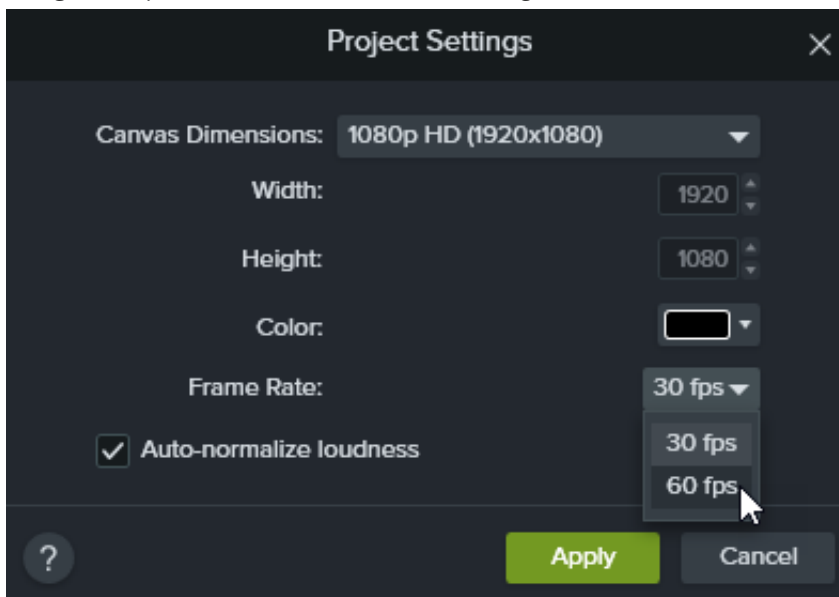 Project Settings
Canvas Dimensions: 1080p HD (1920x1080)
Width: 1920
Height: 1080
Color:
Frame Rate: 30 fps
Auto-normalize loudness
30 fps
60 fps
? Apply Cancel